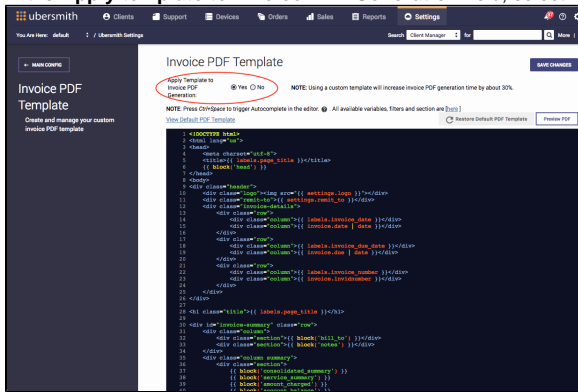 ubersmith Clients Support Devices Orders Sales Reports Settings
You Are Here: default / Ubersmith Settings Search Client Manager for More
← MAIN CONFIG
Invoice PDF Template
Create and manage your custom invoice PDF template
Invoice PDF Template SAVE CHANGES
Apply Template to Invoice PDF Generation: Yes No NOTE: Using a custom template will increase invoice PDF generation time by about 30%.
NOTE: Press Ctrl+Space to trigger Autocomplete in the editor. All available variables, filters and section are [here]
View Default PDF Template Restore Default PDF Template Preview PDF
1 <!DOCTYPE html>
2 <html lang="us">
3 <head>
4 <meta charset="utf-8">
5 <title>{{ labels.page_title }}</title>
6 {{ block('head') }}
7 </head>
8 <body>
9 <div class="header">
10 <div class="logo"><img src="{{ settings.logo }}"></div>
11 <div class="remit-to">{{ settings.remit_to }}</div>
12 <div class="invoice-details">
13 <div class="row">
14 <div class="column">{{ labels.invoice_date }}</div>
15 <div class="column">{{ invoice.date | date }}</div>
16 </div>
17 <div class="row">
18 <div class="column">{{ labels.invoice_due_date }}</div>
19 <div class="column">{{ invoice.due | date }}</div>
20 </div>
21 <div class="row">
22 <div class="column">{{ labels.invoice_number }}</div>
23 <div class="column">{{ invoice.invidnumber }}</div>
24 </div>
25 </div>
26 </div>
27
28 <h1 class="title">{{ labels.page_title }}</h1>
29
30 <div id="invoice-summary" class="row">
31 <div class="column">
32 <div class="section">{{ block('bill_to') }}</div>
33 <div class="section">{{ block('notes') }}</div>
34 </div>
35 <div class="column summary">
36 <div class="section">
37 {{ block('consolidated_summary') }}
38 {{ block('service_summary') }}
39 {{ block('amount_charged') }}